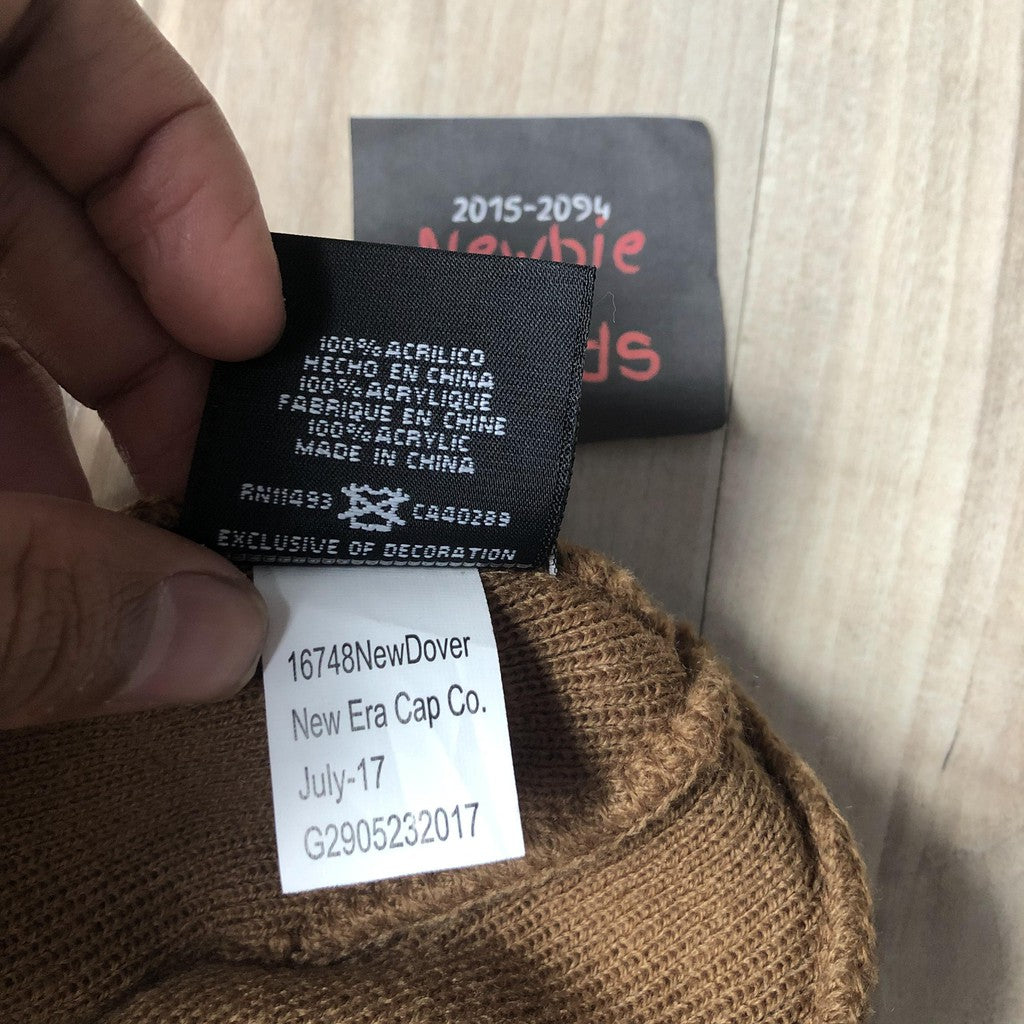 2015-2094
Newbie
ds
100% ACRILICO
HECHO EN CHINA
100% ACRYLIQUE
FABRIQUE EN CHINE
100% ACRYLIC
MADE IN CHINA
RN11493 CA40289
EXCLUSIVE OF DECORATION
16748NewDover
New Era Cap Co.
July-17
G2905232017